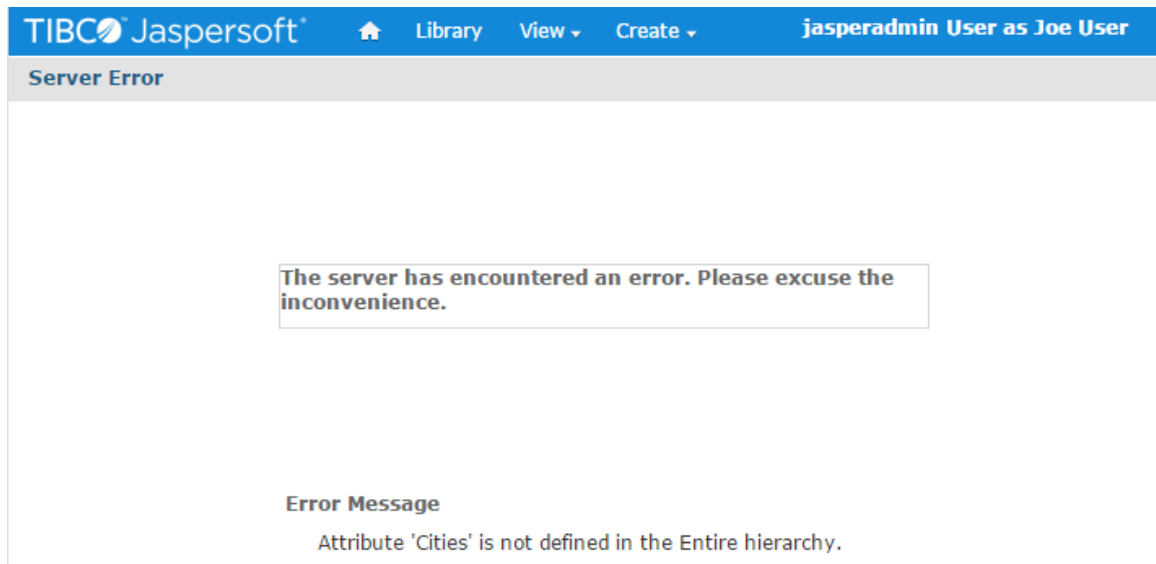 TIBCO Jaspersoft® Library View Create jasperadmin User as Joe User
Server Error
The server has encountered an error. Please excuse the
inconvenience.
Error Message
Attribute 'Cities' is not defined in the Entire hierarchy.